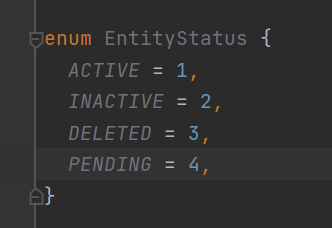 enum EntityStatus {
ACTIVE = 1,
INACTIVE = 2,
DELETED = 3,
PENDING = 4,
}